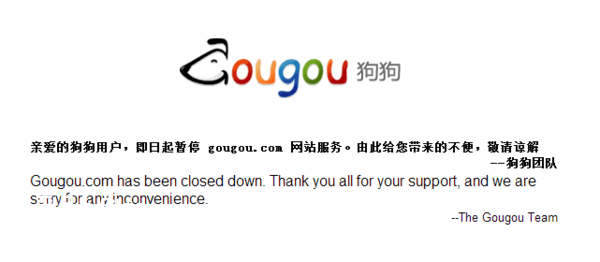 Gougou 狗狗
亲爱的狗狗用户，即日起暂停 gougou.com 网站服务。由此给您带来的不便，敬请谅解
--狗狗团队
Gougou.com has been closed down. Thank you all for your support, and we are
sorry for any inconvenience.
--The Gougou Team